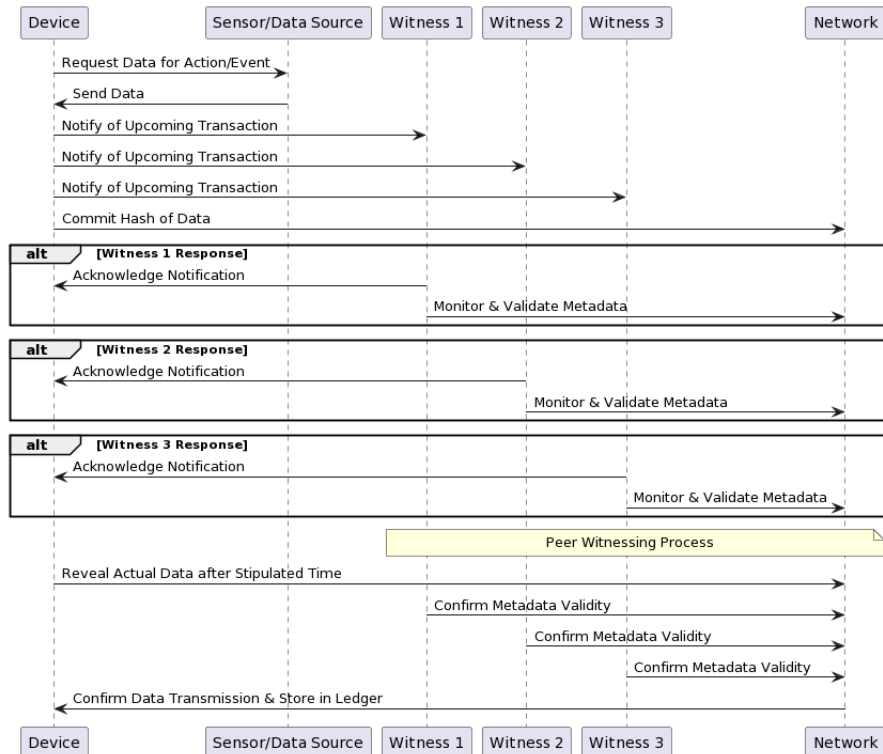 Device Sensor/Data Source Witness 1 Witness 2 Witness 3 Network
Request Data for Action/Event
Send Data
Notify of Upcoming Transaction
Notify of Upcoming Transaction
Notify of Upcoming Transaction
Commit Hash of Data
alt [Witness 1 Response]
Acknowledge Notification
Monitor & Validate Metadata
alt [Witness 2 Response]
Acknowledge Notification
Monitor & Validate Metadata
alt [Witness 3 Response]
Acknowledge Notification
Monitor & Validate Metadata
Peer Witnessing Process
Reveal Actual Data after Stipulated Time
Confirm Metadata Validity
Confirm Metadata Validity
Confirm Metadata Validity
Confirm Data Transmission & Store in Ledger
Device Sensor/Data Source Witness 1 Witness 2 Witness 3 Network